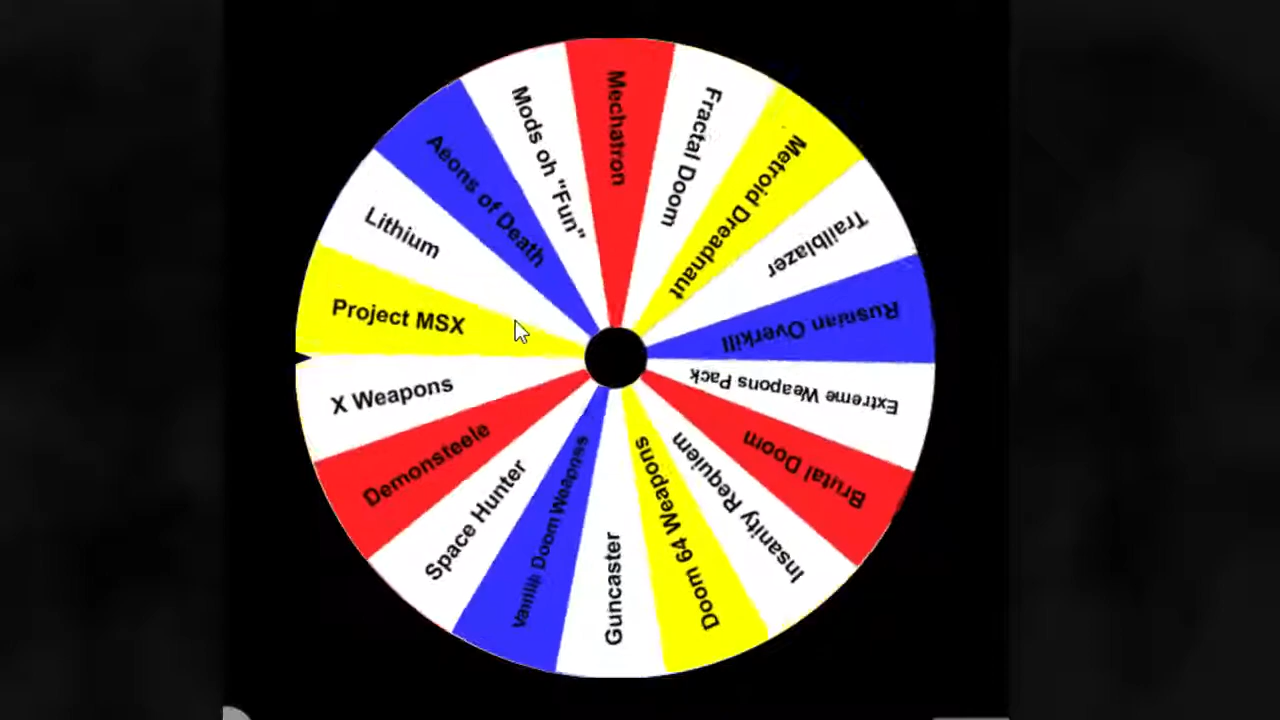 Mechatron
Fractal Doom
Metroid Dreadnaut
Trailblazer
Russian Overkill
Extreme Weapons Pack
Brutal Doom
Insanity Requiem
Doom 64 Weapons
Guncaster
Vanilla Doom Weapons
Space Hunter
Demonsteele
X Weapons
Project MSX
Lithium
Aeons of Death
Mods oh "Fun"